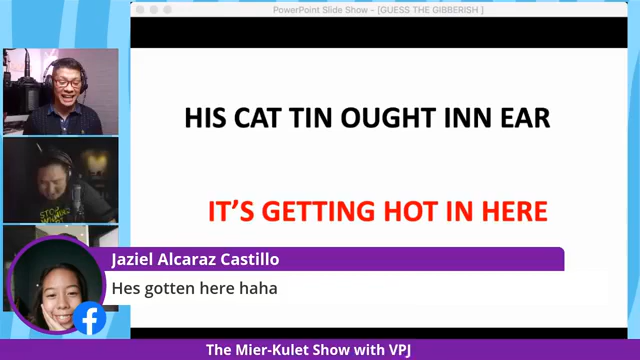 PowerPoint Slide Show - [GUESS THE GIBBERISH ]
HIS CAT TIN OUGHT INN EAR
IT'S GETTING HOT IN HERE
Jaziel Alcaraz Castillo
Hes gotten here haha
The Mier-Kulet Show with VPJ